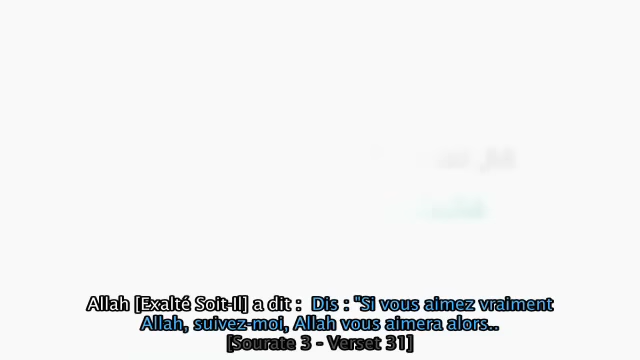 Allah [Exalté Soit-Il] a dit : Dis : "Si vous aimez vraiment
Allah, suivez-moi, Allah vous aimera alors..
[Sourate 3 - Verset 31]